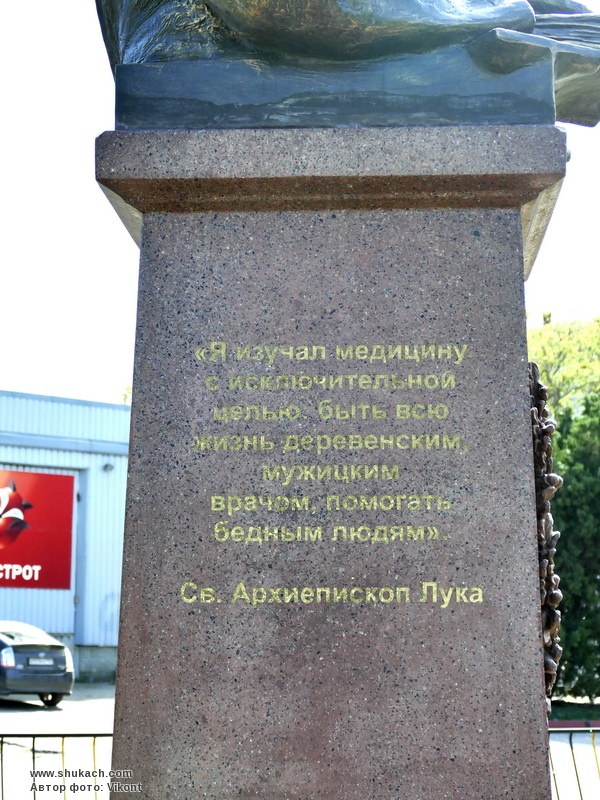 «Я изучал медицину
с исключительной
целью: быть всю
жизнь деревенским,
мужицким
врачом, помогать
бедным людям».
Св. Архиепископ Лука
СТРОТ
www.shukach.com
Автор фото: Vikont